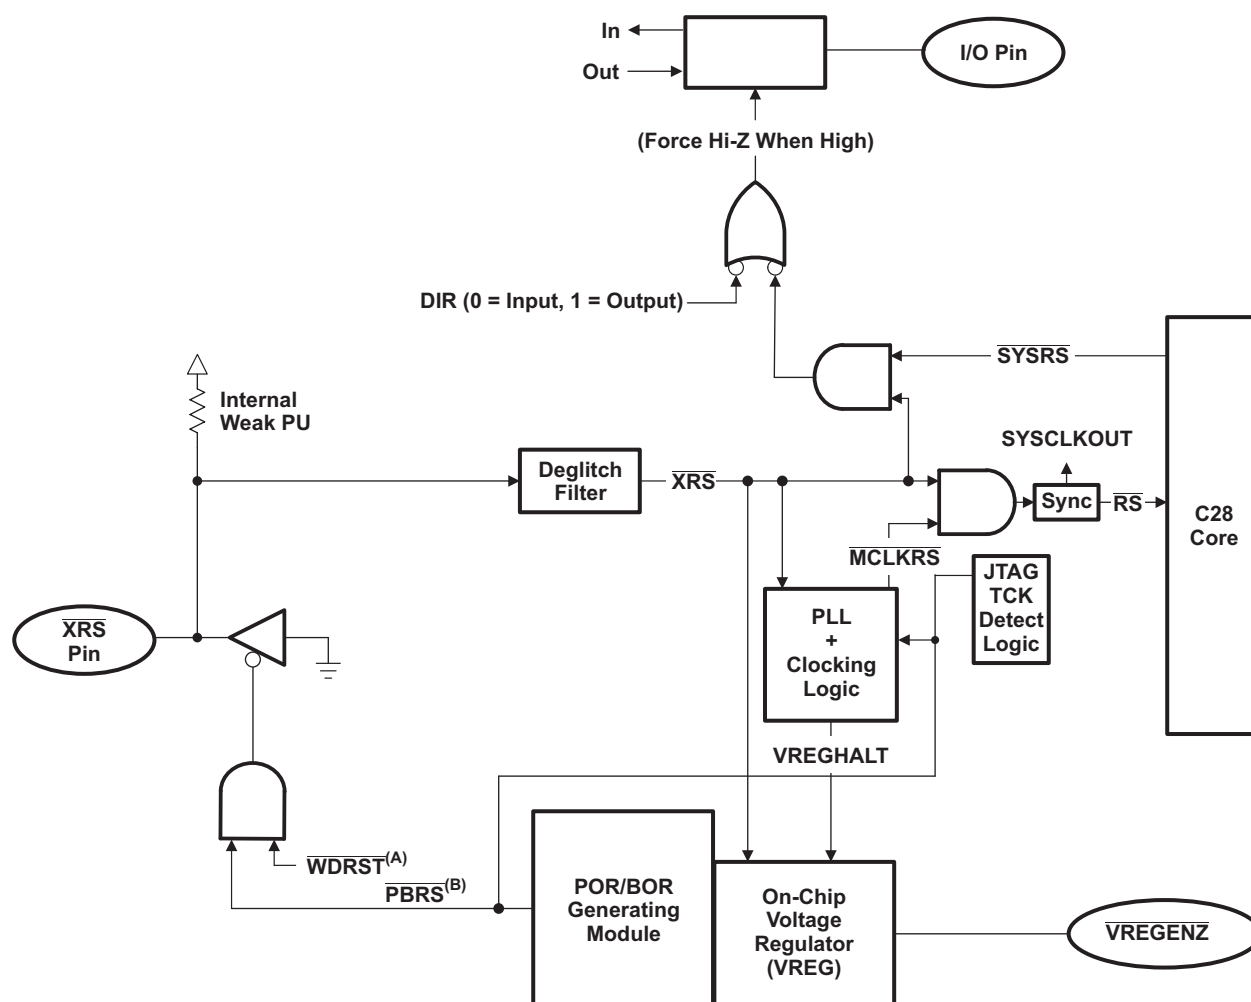 In
Out
I/O Pin
(Force Hi-Z When High)
DIR (0 = Input, 1 = Output)
SYSRS
Internal
Weak PU
SYSCLKOUT
Deglitch
Filter
XRS
Sync
RS
C28
Core
MCLKRS
JTAG
TCK
Detect
Logic
XRS
Pin
PLL
+
Clocking
Logic
VREGHALT
WDRST(A)
PBRS(B)
POR/BOR
Generating
Module
On-Chip
Voltage
Regulator
(VREG)
VREGENZ